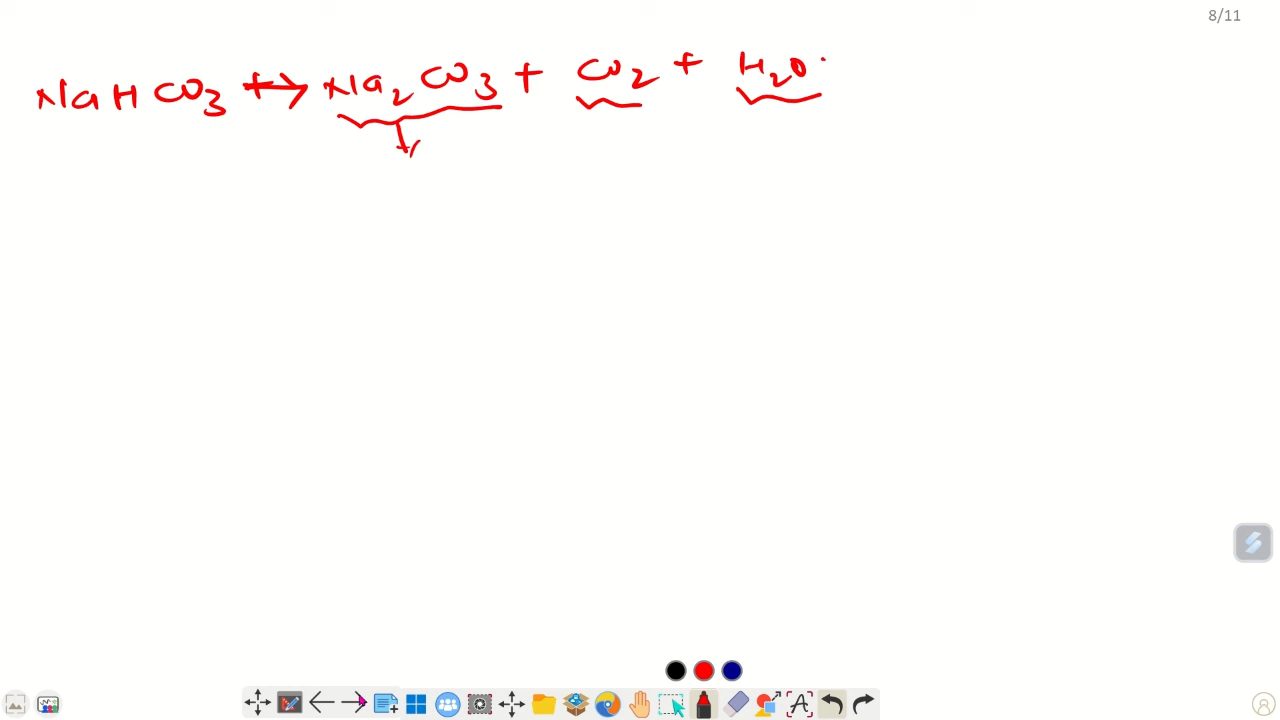 8/11
NaHCO3 → Na2CO3 + CO2 + H2O.